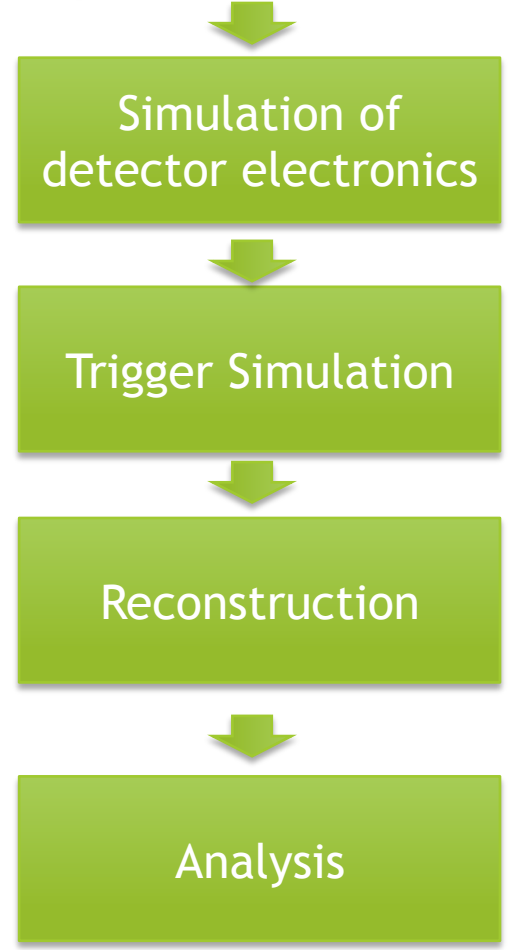 Simulation of
detector electronics
Trigger Simulation
Reconstruction
Analysis